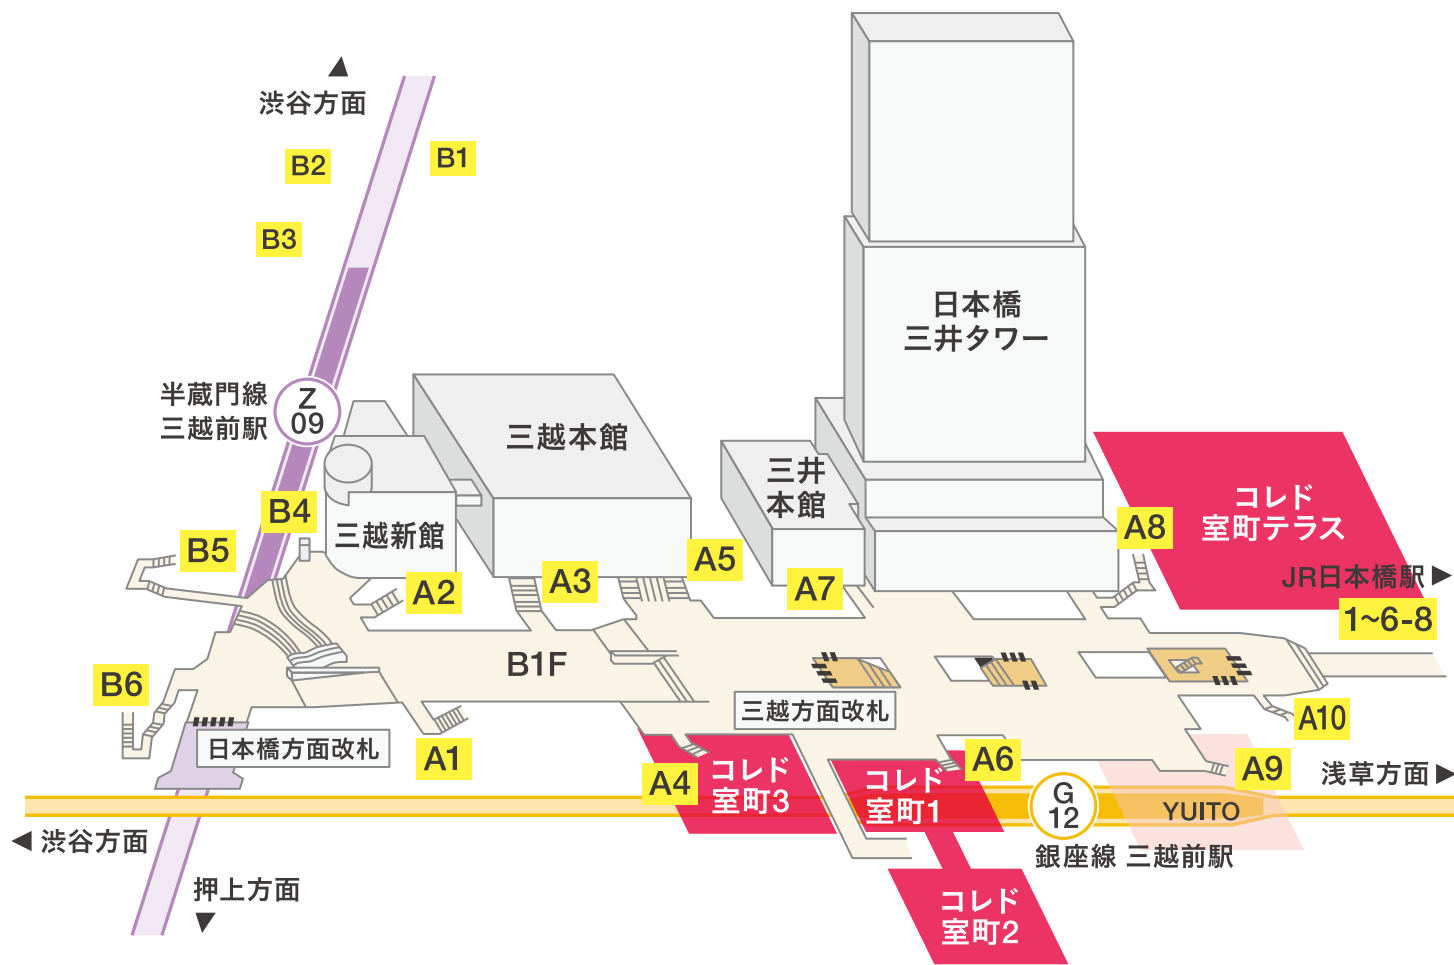 渋谷方面
B2
B1
B3
日本橋
三井タワー
半蔵門線
三越前駅
Z
09
三越本館
三井
本館
コレド
室町テラス
B4
三越新館
A8
B5
A5
A3
A2
A7
JR日本橋駅
1~6-8
B1F
B6
三越方面改札
A10
日本橋方面改札
A1
A4
コレド
室町3
コレド
室町1
A6
A9
浅草方面
G
12
YUITO
渋谷方面
銀座線 三越前駅
押上方面
コレド
室町2